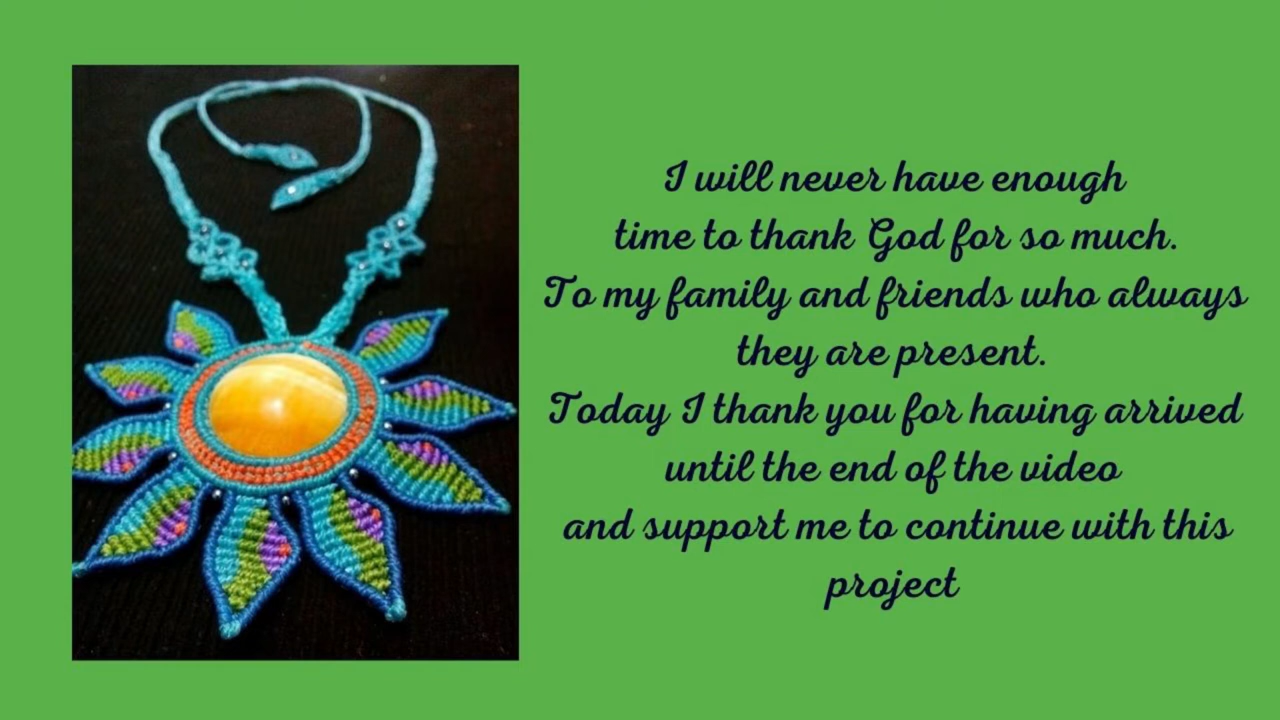 I will never have enough
time to thank God for so much.
To my family and friends who always
they are present.
Today I thank you for having arrived
until the end of the video
and support me to continue with this
project